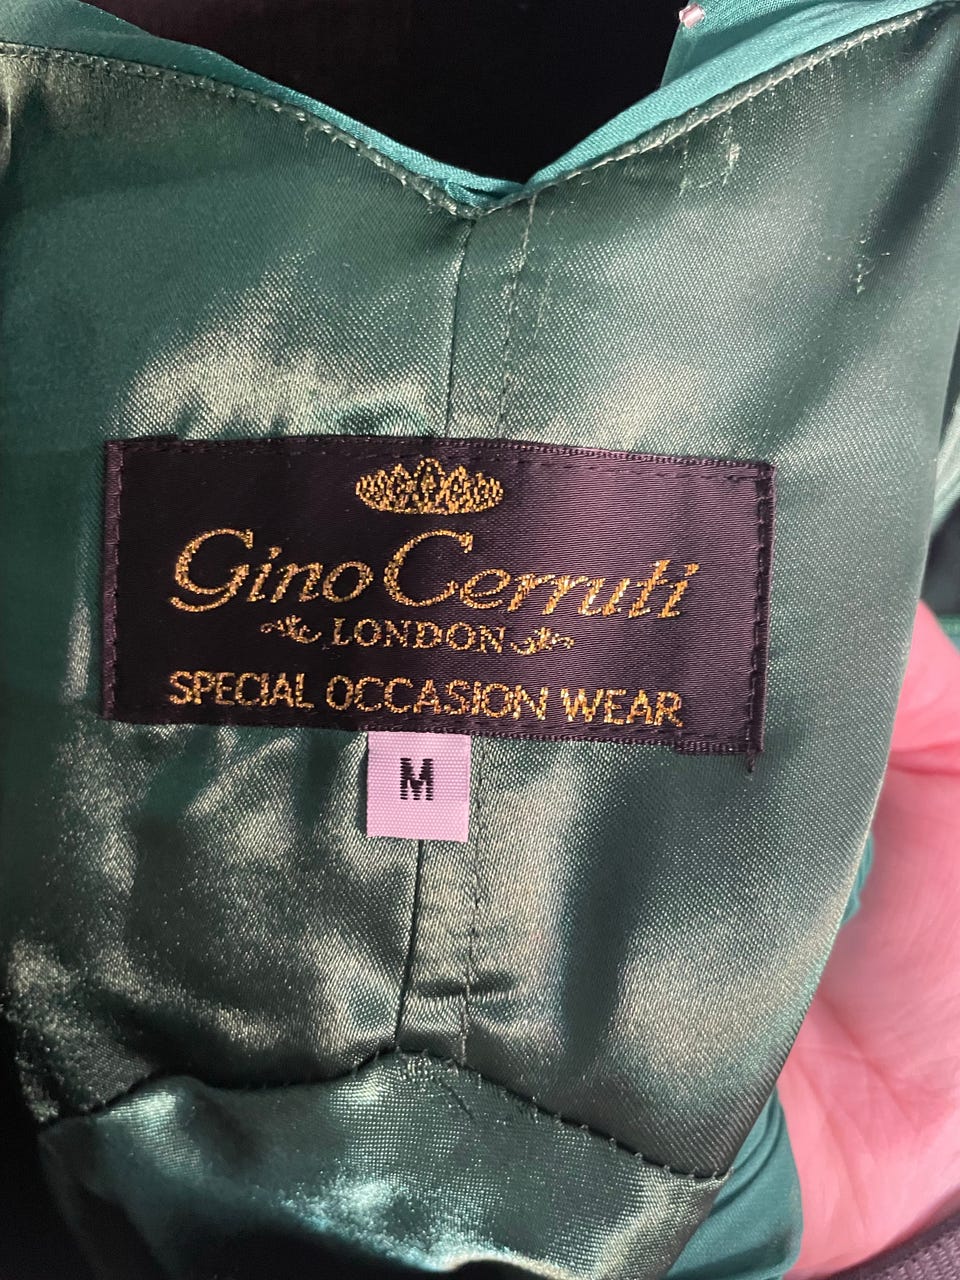 Gino Cerruti
LONDON
SPECIAL OCCASION WEAR
M